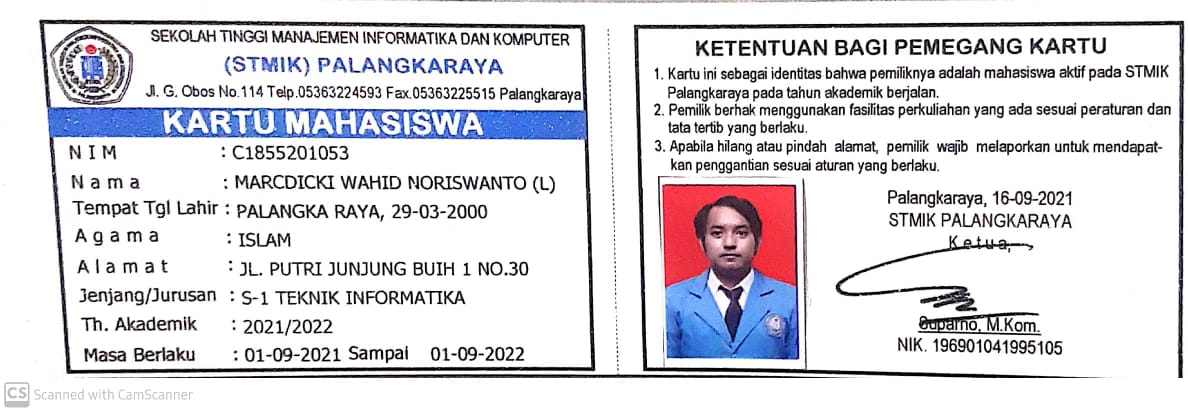 SEKOLAH TINGGI MANAJEMEN INFORMATIKA DAN KOMPUTER
(STMIK) PALANGKARAYA
Jl. G. Obos No.114 Telp.05363224593 Fax.05363225515 Palangkaraya
KARTU MAHASISWA
NIM : C1855201053
Nama : MARCDICKI WAHID NORISWANTO (L)
Tempat Tgl Lahir : PALANGKA RAYA, 29-03-2000
Agama : ISLAM
Alamat : JL. PUTRI JUNJUNG BUIH 1 NO.30
Jenjang/Jurusan : S-1 TEKNIK INFORMATIKA
Th. Akademik : 2021/2022
Masa Berlaku : 01-09-2021 Sampai 01-09-2022
KETENTUAN BAGI PEMEGANG KARTU
1. Kartu ini sebagai identitas bahwa pemiliknya adalah mahasiswa aktif pada STMIK
Palangkaraya pada tahun akademik berjalan.
2. Pemilik berhak menggunakan fasilitas perkuliahan yang ada sesuai peraturan dan
tata tertib yang berlaku.
3. Apabila hilang atau pindah alamat, pemilik wajib melaporkan untuk mendapat-
kan penggantian sesuai aturan yang berlaku.
Palangkaraya, 16-09-2021
STMIK PALANGKARAYA
Ketua,
Suparno, M.Kom.
NIK. 196901041995105
CS Scanned with CamScanner